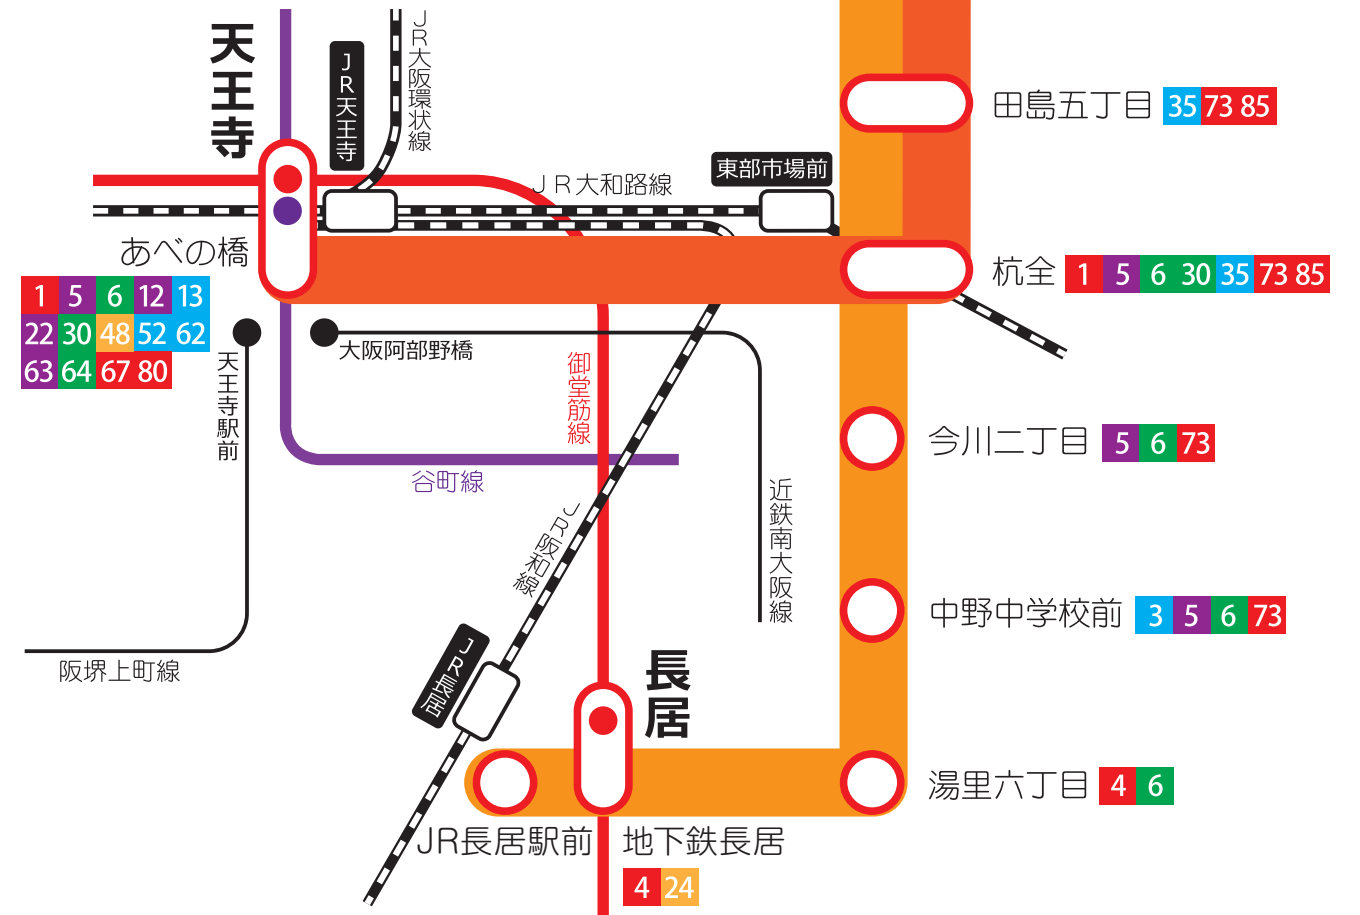 天王寺
JR天王寺
JR大阪環状線
田島五丁目 35 73 85
東部市場前
JR大和路線
あべの橋
1 5 6 12 13
22 30 48 52 62
63 64 67 80
杭全 1 5 6 30 35 73 85
天王寺駅前
大阪阿部野橋
御堂筋線
今川二丁目 5 6 73
谷町線
近鉄南大阪線
JR阪和線
中野中学校前 3 5 6 73
阪堺上町線
JR長居
長居
湯里六丁目 4 6
JR長居駅前
地下鉄長居
4 24